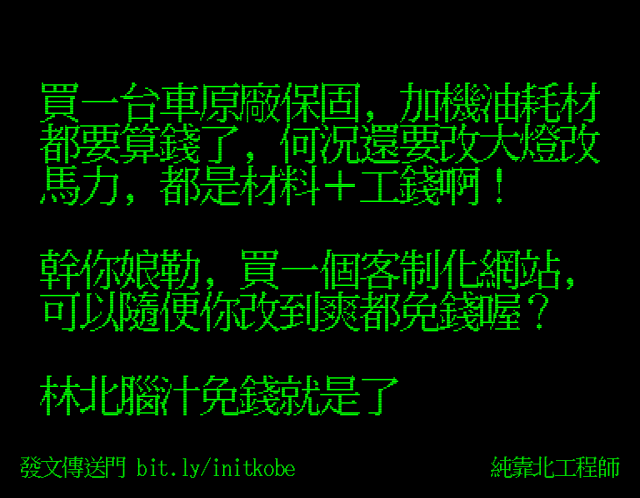 買一台車原廠保固，加機油耗材
都要算錢了，何況還要改大燈改
馬力，都是材料＋工錢啊！
幹你娘勒，買一個客制化網站，
可以隨便你改到爽都免錢喔？
林北腦汁免錢就是了
發文傳送門 bit.ly/initkobe
純靠北工程師